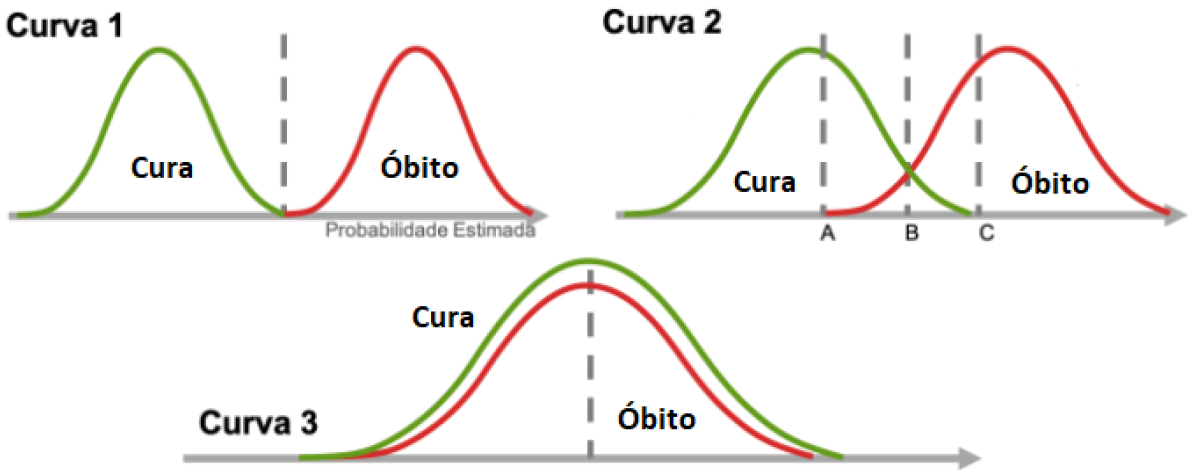 Curva 1
Cura
Óbito
Probabilidade Estimada
Curva 2
Cura
Óbito
A
B
C
Cura
Óbito
Curva 3